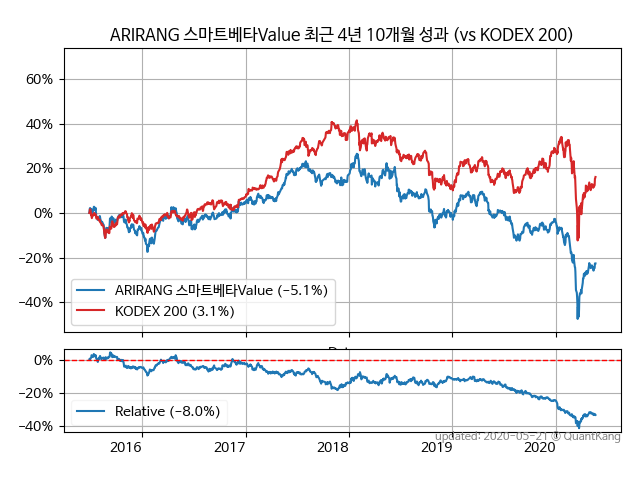 ARIRANG 스마트베타Value 최근 4년 10개월 성과 (vs KODEX 200)
60%
40%
20%
0%
−20%
−40%
ARIRANG 스마트베타Value (−5.1%)
KODEX 200 (3.1%)
0%
−20%
−40%
Relative (−8.0%)
2016
2017
2018
2019
2020
updated: 2020-05-21 © QuantKang